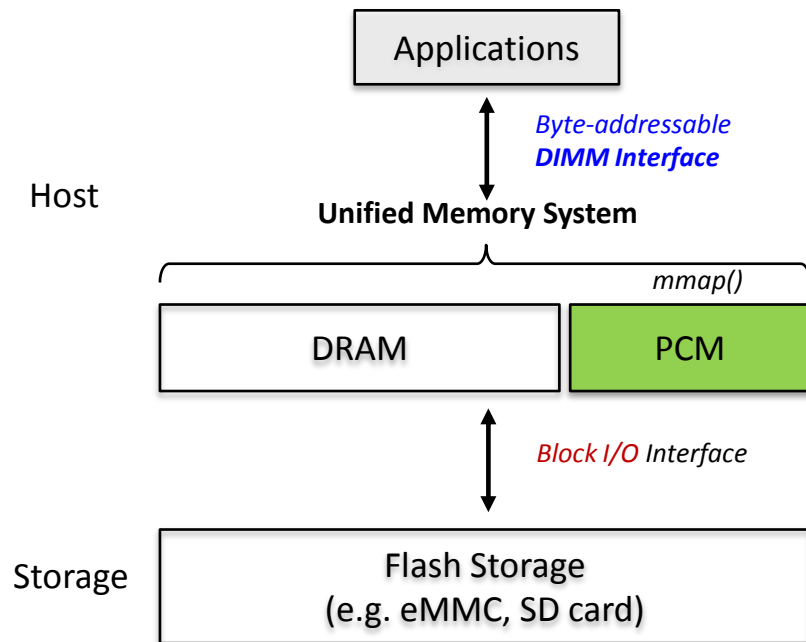 Applications
Byte-addressable
DIMM Interface
Host
Unified Memory System
mmap()
DRAM
PCM
Block I/O Interface
Storage
Flash Storage
(e.g. eMMC, SD card)